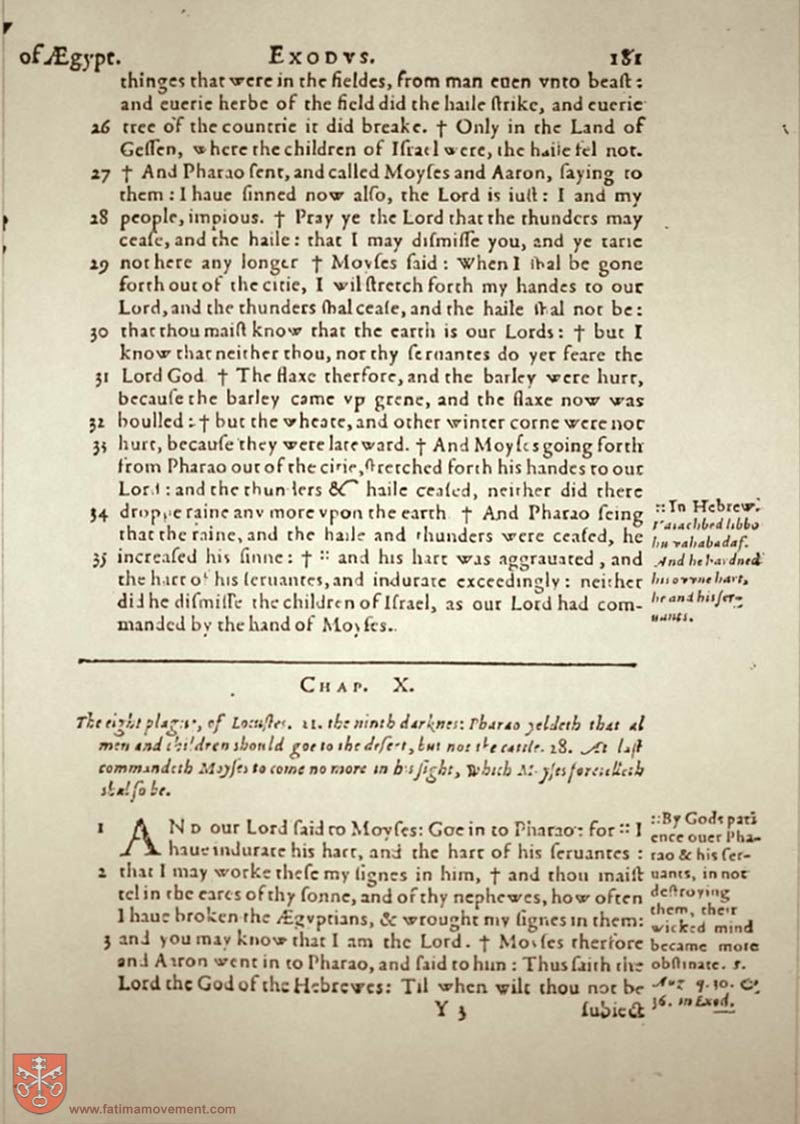 of Ægypt. EXODVS. 181
thinges that were in the fieldes, from man euen vnto beaſt:
and euerie herbe of the field did the haile ſtrike, and euerie
26 tree of the countrie it did breake. † Only in the Land of
Geſſen, where the children of Iſrael were, the haile fel not.
27 † And Pharao ſent, and called Moyſes and Aaron, ſaying to
them: I haue ſinned now alſo, the Lord is iuſt: I and my
28 people, impious. † Pray ye the Lord that the thunders may
ceaſe, and the haile: that I may diſmiſſe you, and ye tarie
29 not here any longer † Moyſes ſaid: When I ſhal be gone
forth out of the citie, I wil ſtretch forth my handes to our
Lord, and the thunders ſhal ceaſe, and the haile ſhal not be:
30 that thou maiſt know that the earth is our Lords: † but I
know that neither thou, nor thy ſeruantes do yet feare the
31 Lord God † The flaxe therfore, and the barley were hurt,
becauſe the barley came vp grene, and the flaxe now was
32 boulled: † but the wheate, and other winter corne were not
33 hurt, becauſe they were lateward. † And Moyſes going forth
from Pharao out of the citie, ſtretched forth his handes to our
Lord: and the thunders & haile ceaſed, neither did there
34 droppe raine any more vpon the earth † And Pharao ſeing
that the raine, and the haile and thunders were ceaſed, he
35 increaſed his ſinne: † :: and his hart was aggrauated, and
the hart of his ſeruantes, and indurate exceedingly: neither
did he diſmiſſe the children of Iſrael, as our Lord had com-
manded by the hand of Moyſes.
:: In Hebrew.
libbo
And he hardned
his ovvne hart,
he and his ſer-
uants.
CHAP. X.
The eight plague, of Locuſtes. 11. the ninth darknes: Pharao yeldeth that al
men and children should goe to the deſert, but not the cattle. 28. At laſt
commandeth Moyſes to come no more in his ſight, Which Moyſes foretelleth
shal ſo be.
1 AND our Lord ſaid to Moyſes: Goe in to Pharao: for :: I
haue indurate his hart, and the hart of his ſeruantes:
2 that I may worke theſe my ſignes in him, † and thou maiſt
tel in the eares of thy ſonne, and of thy nephewes, how often
I haue broken the Ægyptians, & wrought my ſignes in them:
3 and you may know that I am the Lord. † Moyſes therfore
and Aaron went in to Pharao, and ſaid to him: Thus ſaith the
Lord the God of the Hebrewes: Til when wilt thou not be
Y 3 ſubiect
:: By Gods pati
ence ouer Pha-
rao & his ſer-
uants, in not
deſtroying
them, their
wicked mind
became more
obſtinate. S.
Aug q. 30. &
36. in Exod.
www.fatimamovement.com